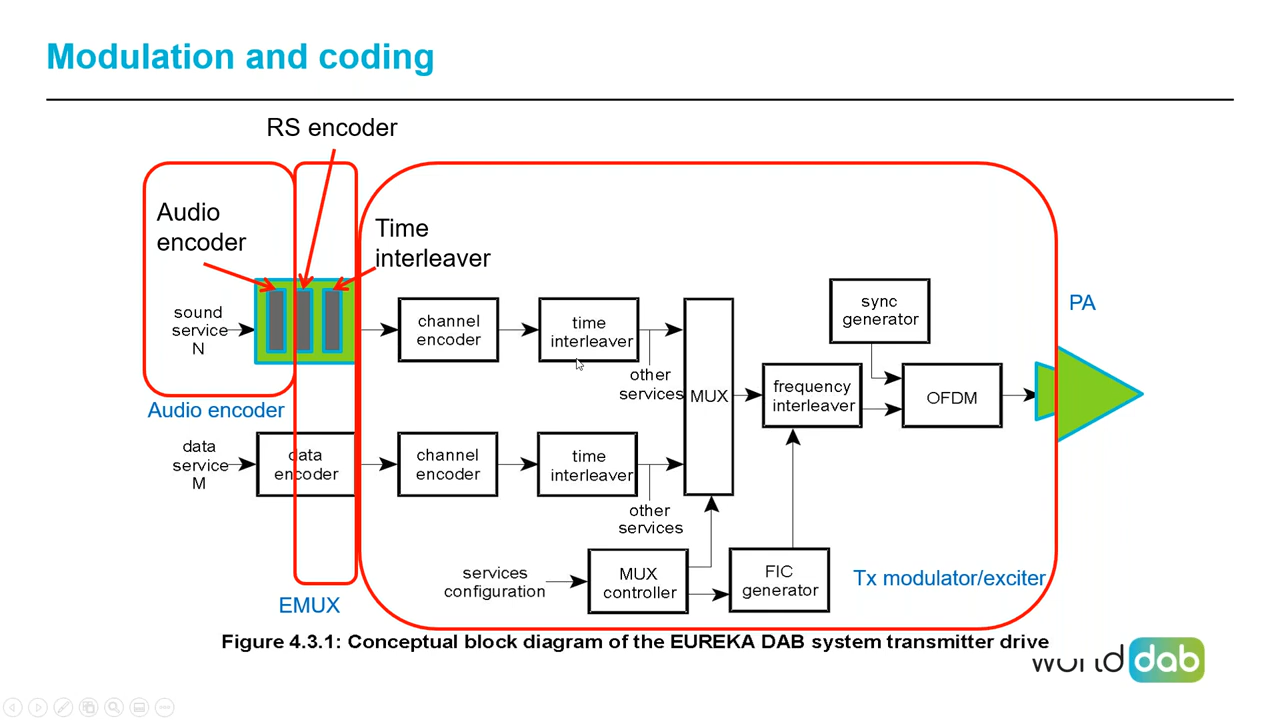 Modulation and coding
RS encoder
Audio
encoder
Time
interleaver
sound
service
N
channel
encoder
time
interleaver
other
services
MUX
sync
generator
frequency
interleaver
OFDM
PA
Audio encoder
data
service
M
data
encoder
channel
encoder
time
interleaver
other
services
services
configuration
MUX
controller
FIC
generator
Tx modulator/exciter
EMUX
Figure 4.3.1: Conceptual block diagram of the EUREKA DAB system transmitter drive
world dab